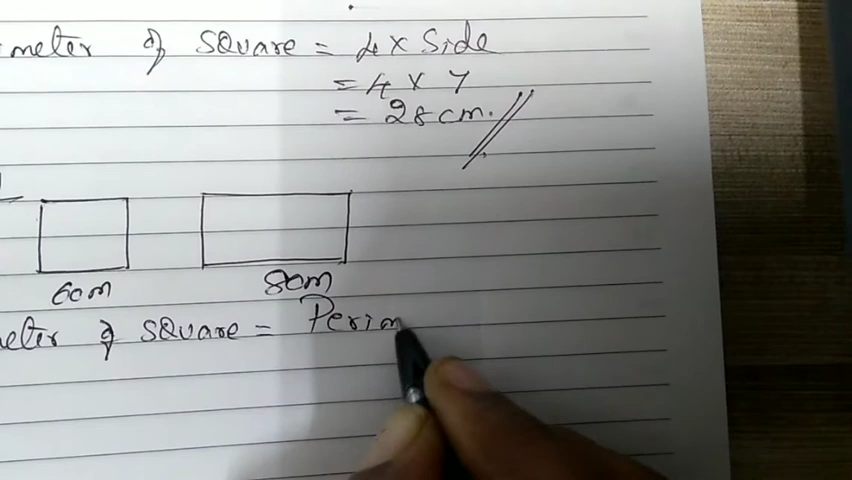 meter of square = 4 x Side
= 4 x 7
= 28 cm.
6cm 8cm
meter of square = Perim